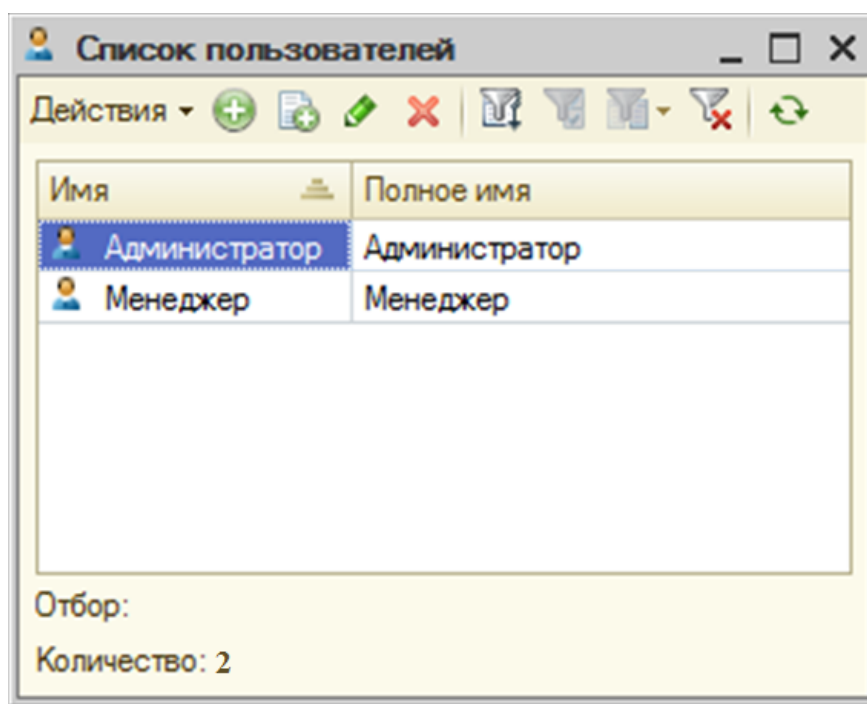 Список пользователей
Действия
Имя Полное имя
Администратор Администратор
Менеджер Менеджер
Отбор:
Количество: 2